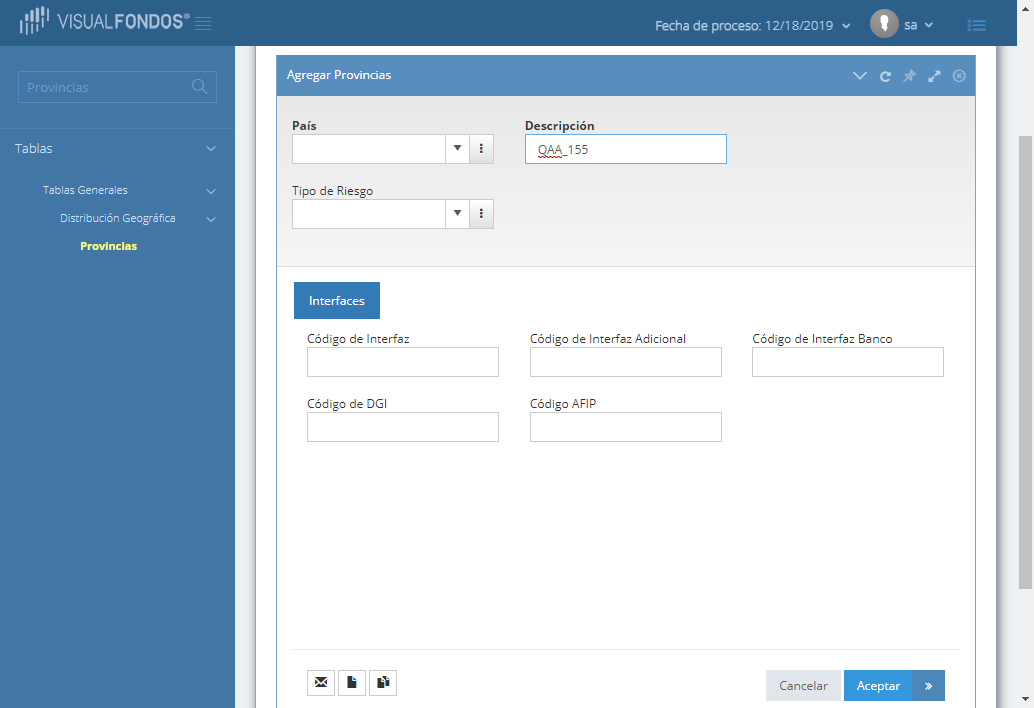 VISUALFONDOS®
Fecha de proceso: 12/18/2019
sa
Provincias
Tablas
Tablas Generales
Distribución Geográfica
Provincias
Agregar Provincias
País
Descripción
QAA_155
Tipo de Riesgo
Interfaces
Código de Interfaz
Código de Interfaz Adicional
Código de Interfaz Banco
Código de DGI
Código AFIP
Cancelar
Aceptar